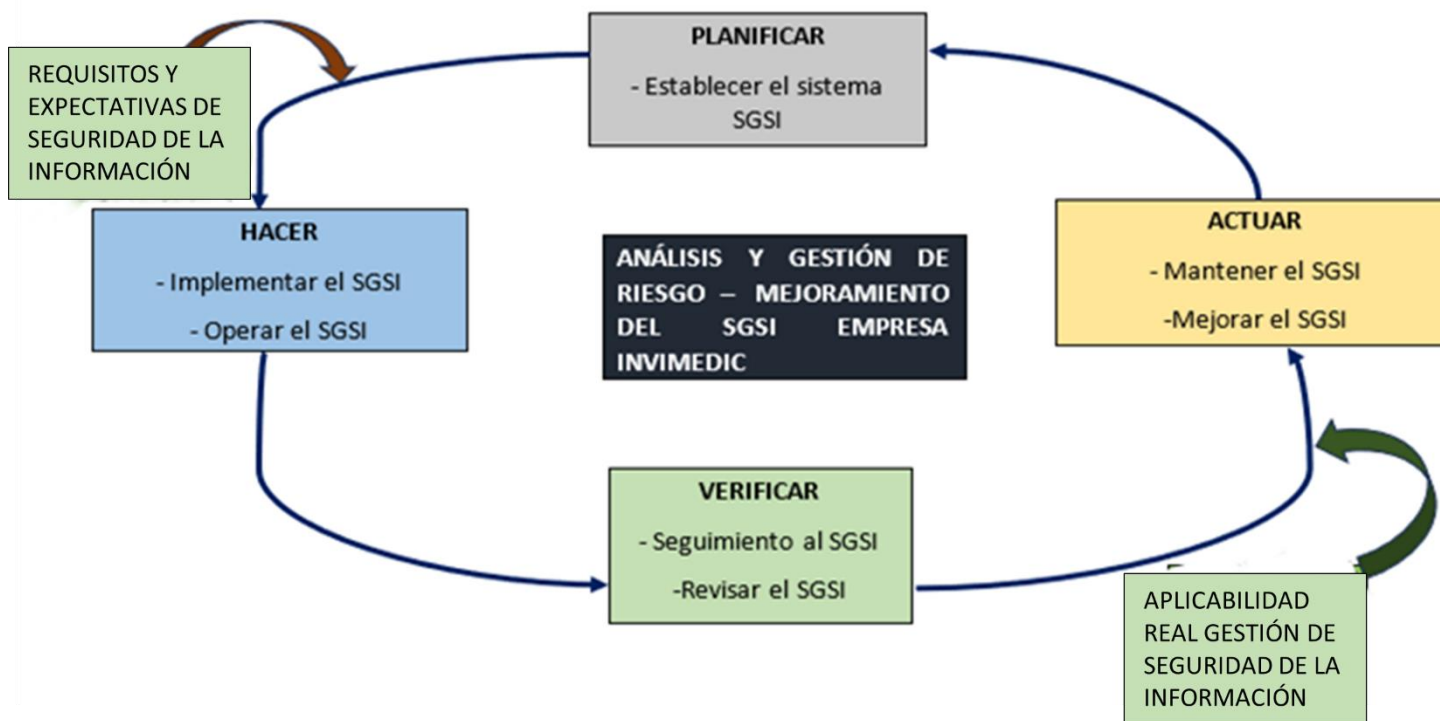 PLANIFICAR
- Establecer el sistema
SGSI
REQUISITOS Y
EXPECTATIVAS DE
SEGURIDAD DE LA
INFORMACIÓN
HACER
- Implementar el SGSI
- Operar el SGSI
ANÁLISIS Y GESTIÓN DE
RIESGO – MEJORAMIENTO
DEL SGSI EMPRESA
INVIMEDIC
ACTUAR
- Mantener el SGSI
-Mejorar el SGSI
VERIFICAR
- Seguimiento al SGSI
-Revisar el SGSI
APLICABILIDAD
REAL GESTIÓN DE
SEGURIDAD DE LA
INFORMACIÓN